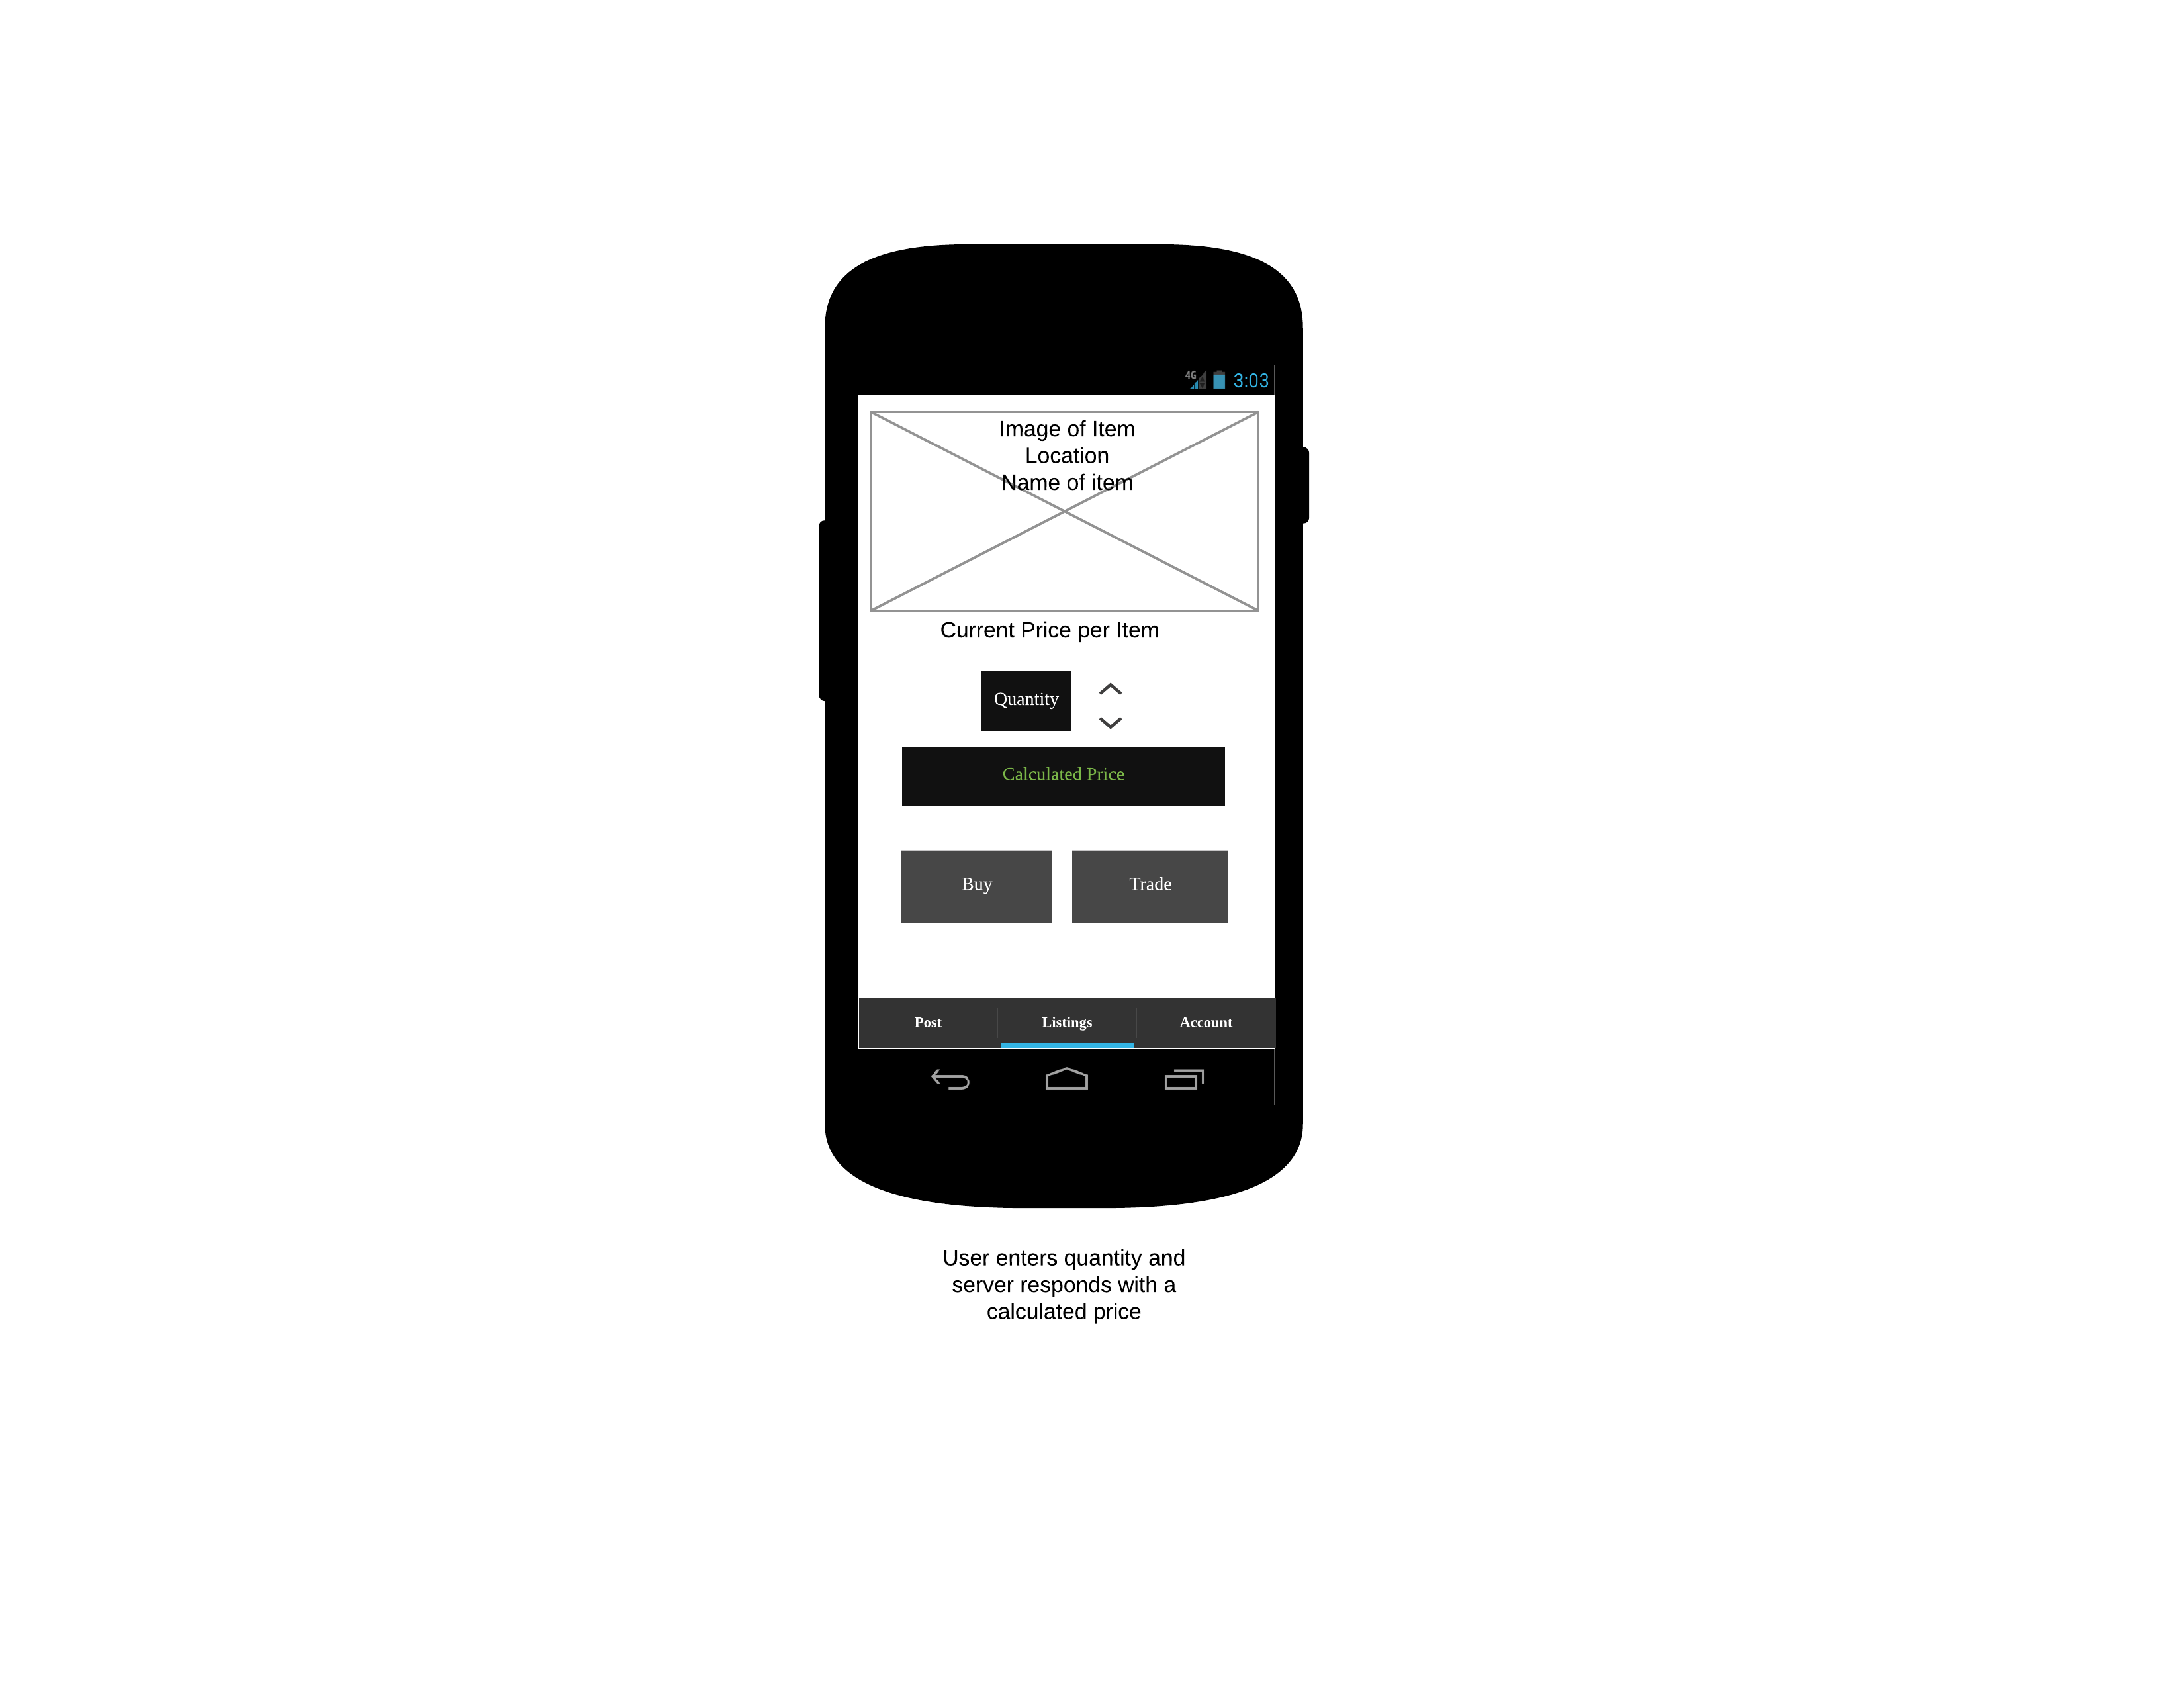 4G 3:03
Image of Item
Location
Name of item
Current Price per Item
Quantity
Calculated Price
Buy Trade
Post Listings Account
User enters quantity and
server responds with a
calculated price